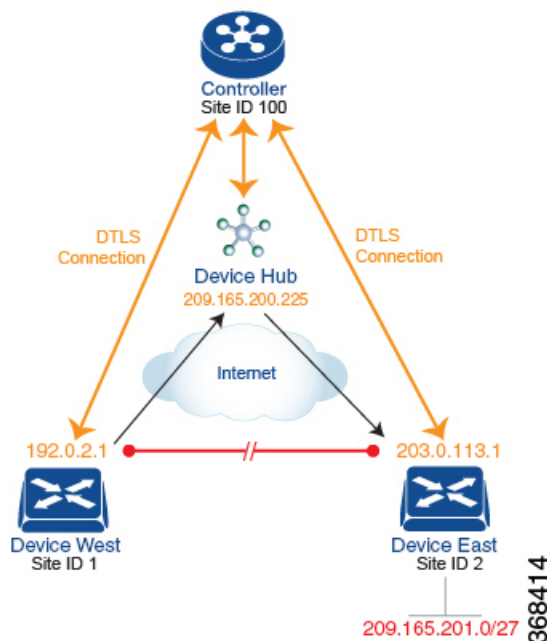 Controller
Site ID 100
DTLS
Connection
DTLS
Connection
Device Hub
209.165.200.225
Internet
192.0.2.1
203.0.113.1
Device West
Site ID 1
Device East
Site ID 2
209.165.201.0/27
368414